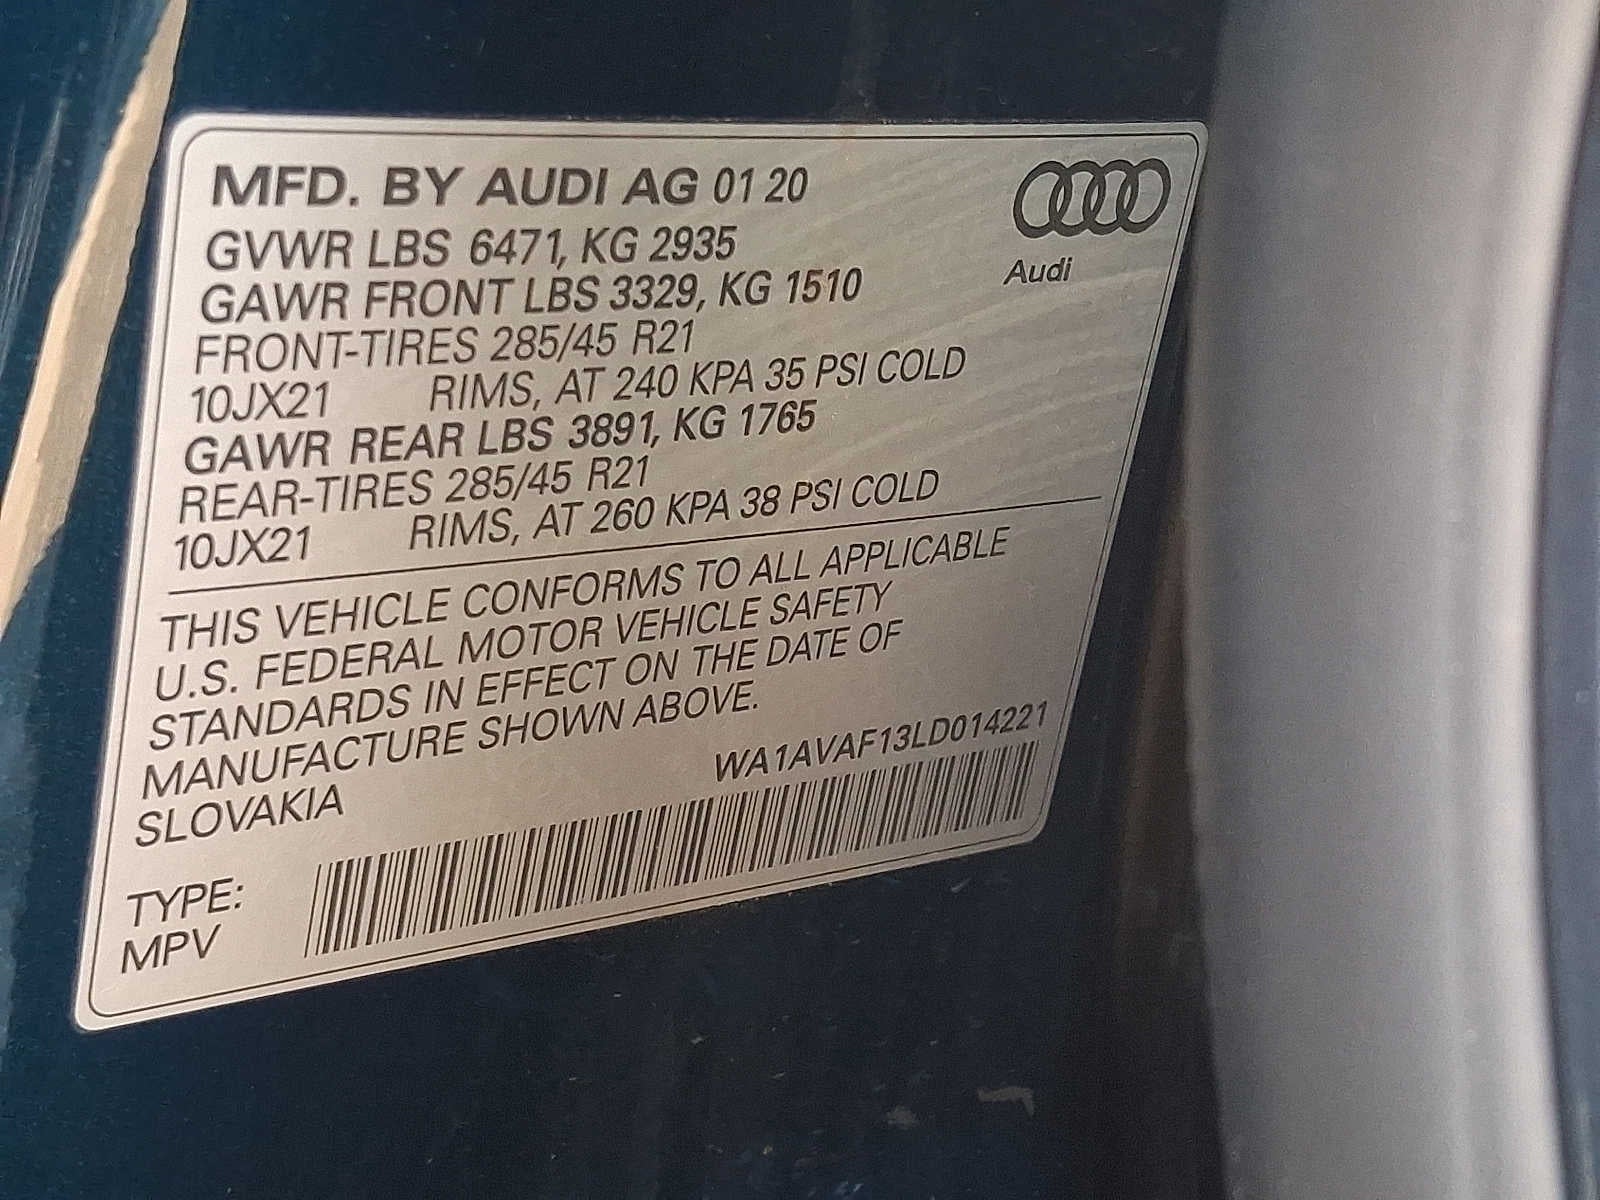 MFD. BY AUDI AG 01 20
GVWR LBS 6471, KG 2935
GAWR FRONT LBS 3329, KG 1510
FRONT-TIRES 285/45 R21
10JX21 RIMS, AT 240 KPA 35 PSI COLD
GAWR REAR LBS 3891, KG 1765
REAR-TIRES 285/45 R21
10JX21 RIMS, AT 260 KPA 38 PSI COLD
Audi
THIS VEHICLE CONFORMS TO ALL APPLICABLE
U.S. FEDERAL MOTOR VEHICLE SAFETY
STANDARDS IN EFFECT ON THE DATE OF
MANUFACTURE SHOWN ABOVE.
SLOVAKIA
WA1AVAF13LD014221
TYPE:
MPV